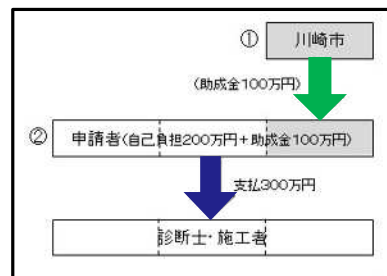 ① 川崎市
(助成金100万円)
② 申請者(自己負担200万円+助成金100万円)
支払300万円
診断士・施工者